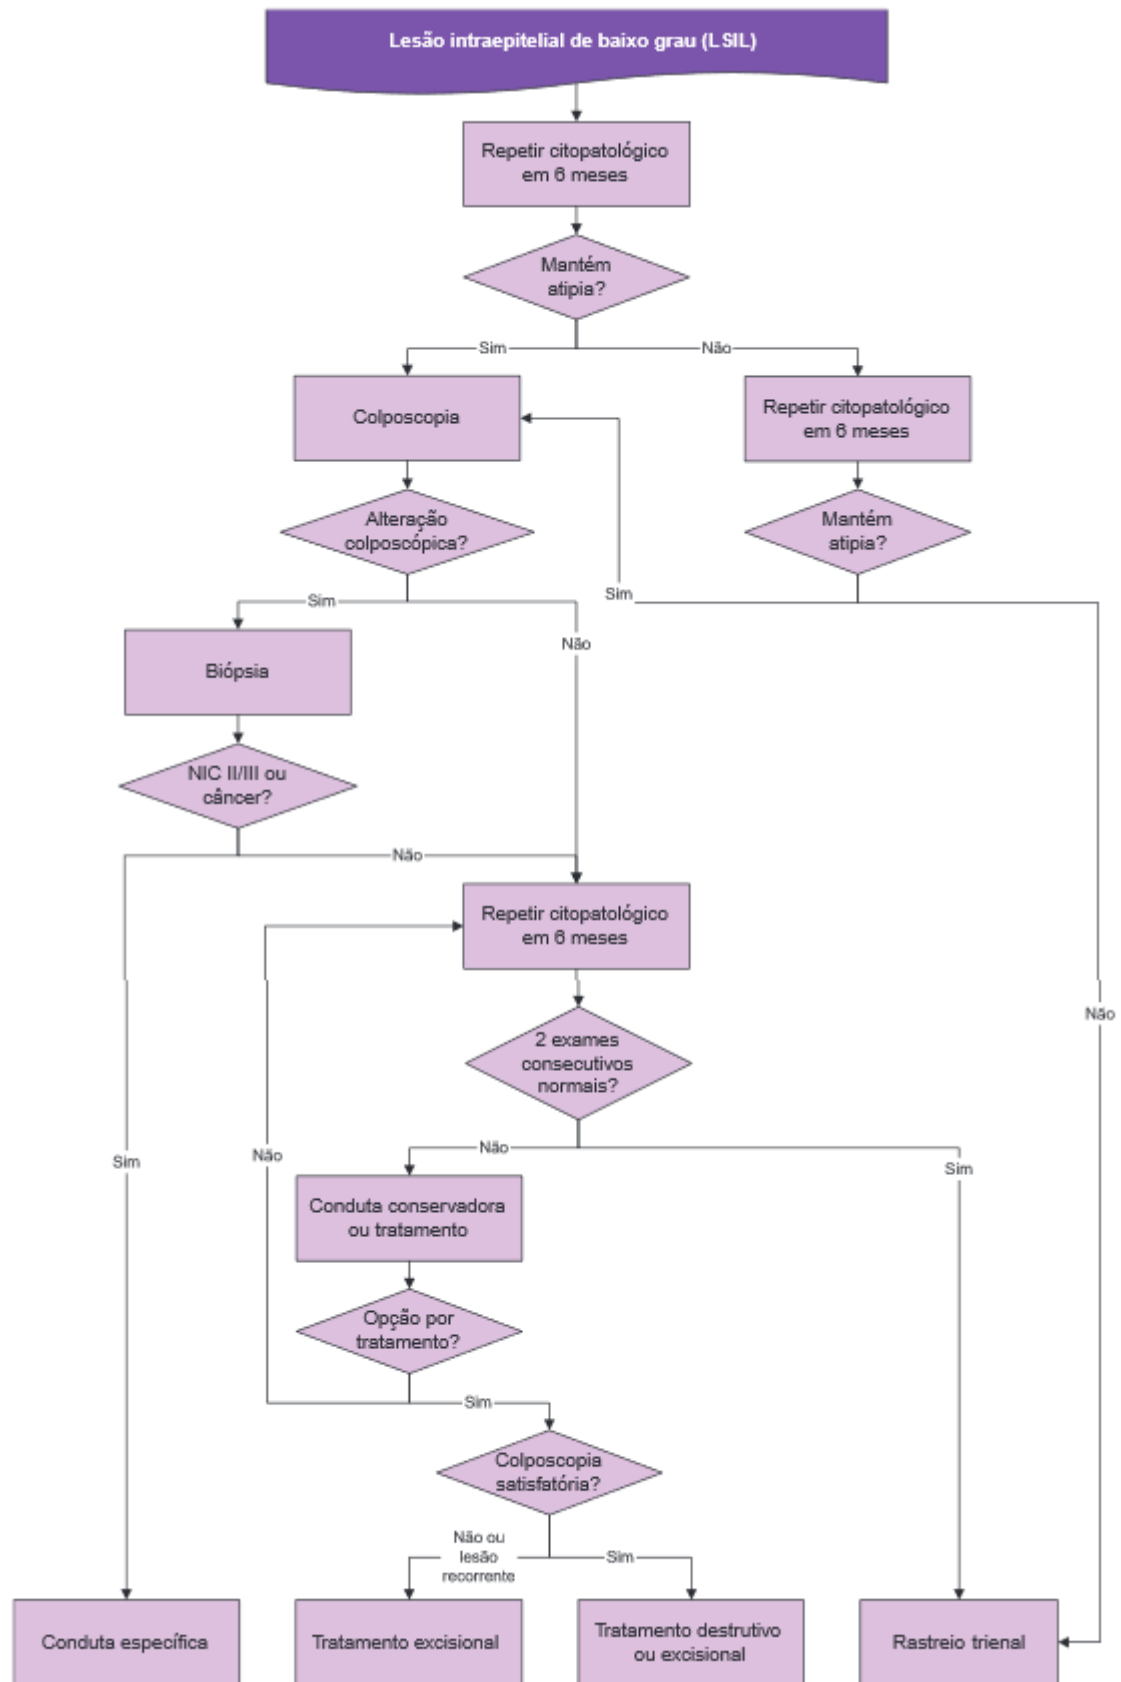 Lesão intraepitelial de baixo grau (LSIL)
Repetir citopatológico
em 6 meses
Mantém
atipia?
Sim
Não
Colposcopia
Repetir citopatológico
em 6 meses
Alteração
colposcópica?
Mantém
atipia?
Sim
Sim
Não
Biópsia
NIC II/III ou
câncer?
Não
Repetir citopatológico
em 6 meses
Não
2 exames
consecutivos
normais?
Não
Sim
Não
Sim
Conduta conservadora
ou tratamento
Opção por
tratamento?
Sim
Colposcopia
satisfatória?
Não ou
lesão
recorrente
Sim
Conduta específica
Tratamento excisional
Tratamento destrutivo
ou excisional
Rastreio trienal